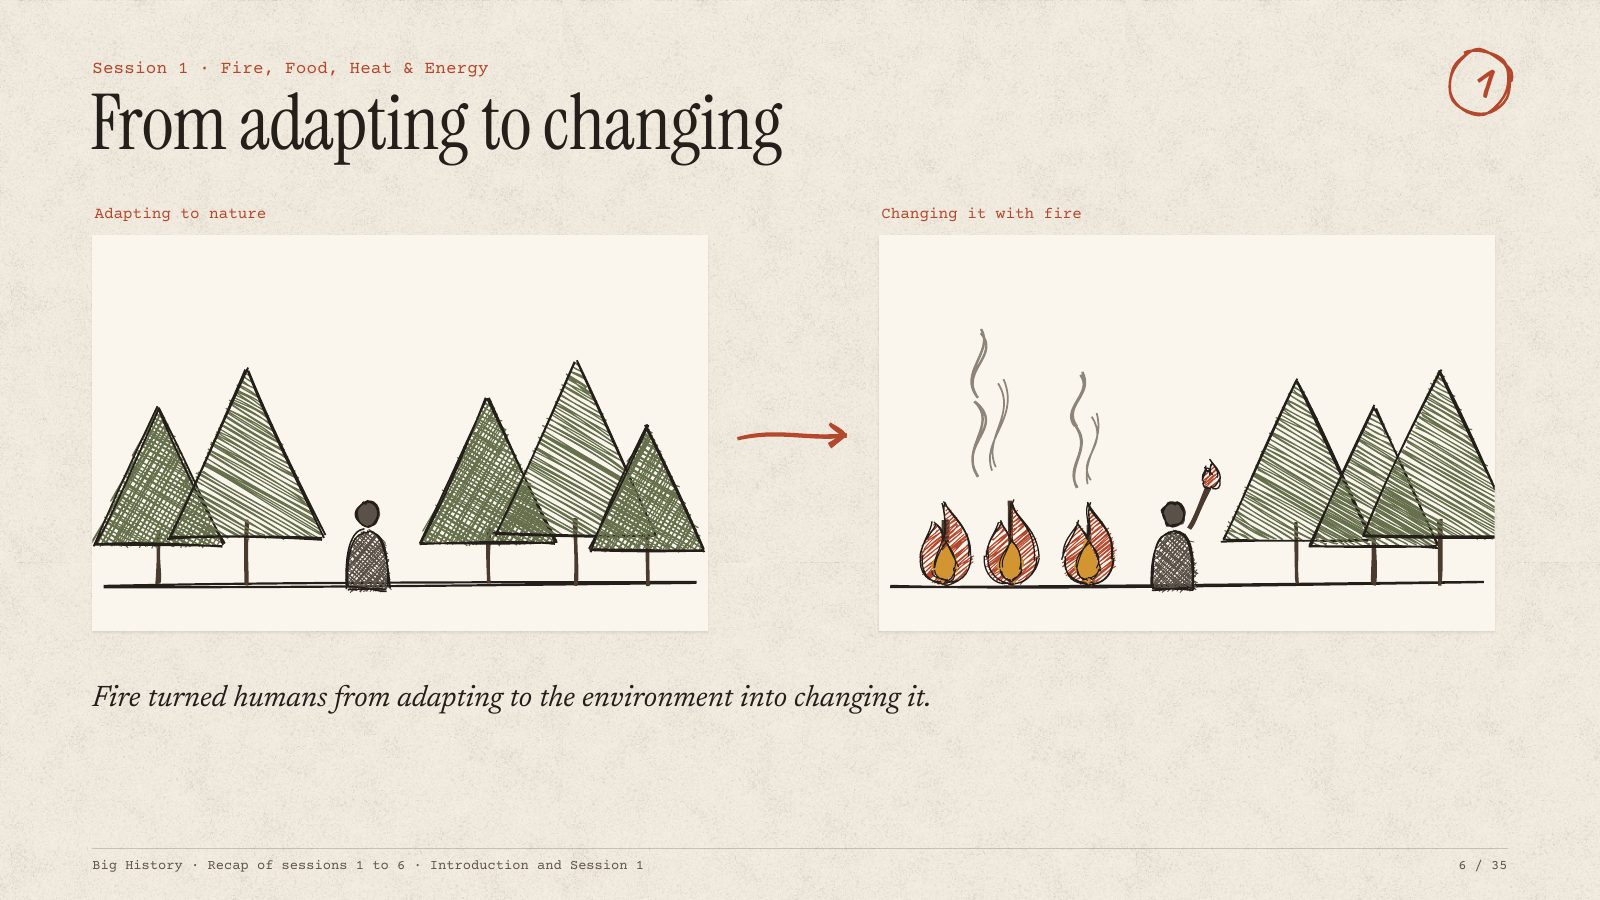 Session 1 · Fire, Food, Heat & Energy
1
From adapting to changing
Adapting to nature
Changing it with fire
Fire turned humans from adapting to the environment into changing it.
Big History · Recap of sessions 1 to 6 · Introduction and Session 1
6 / 35